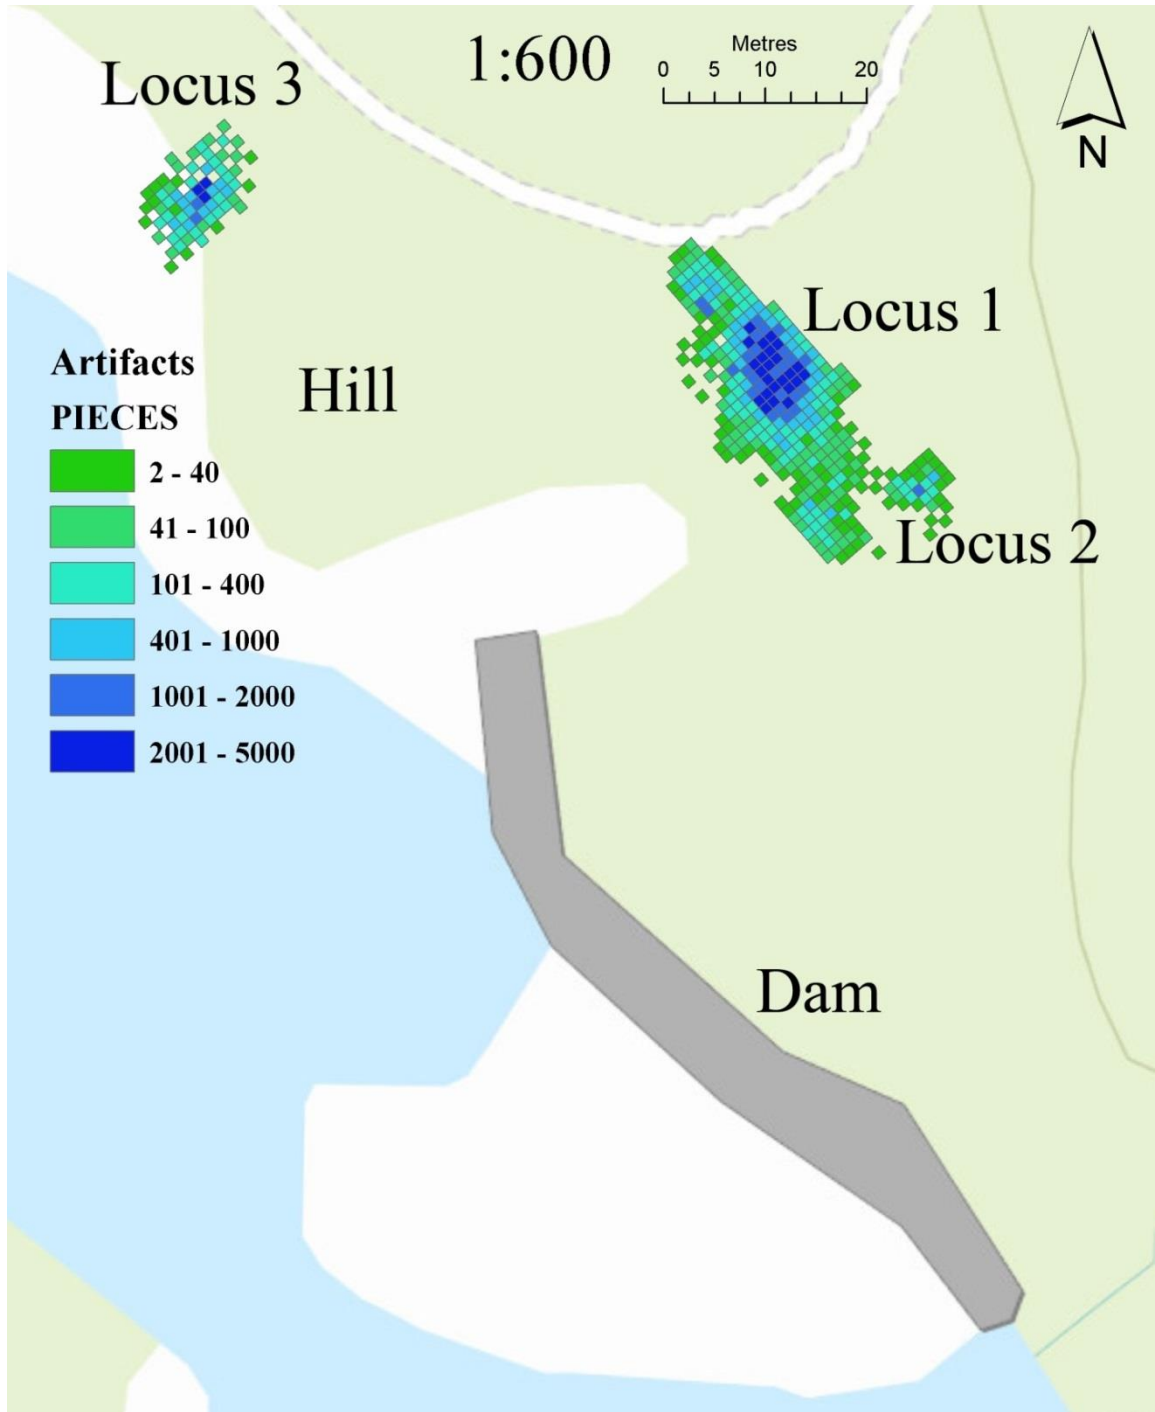 1:600
Metres
0 5 10 20
N
Locus 3
Locus 1
Artifacts
PIECES
2 - 40
41 - 100
101 - 400
401 - 1000
1001 - 2000
2001 - 5000
Hill
Locus 2
Dam